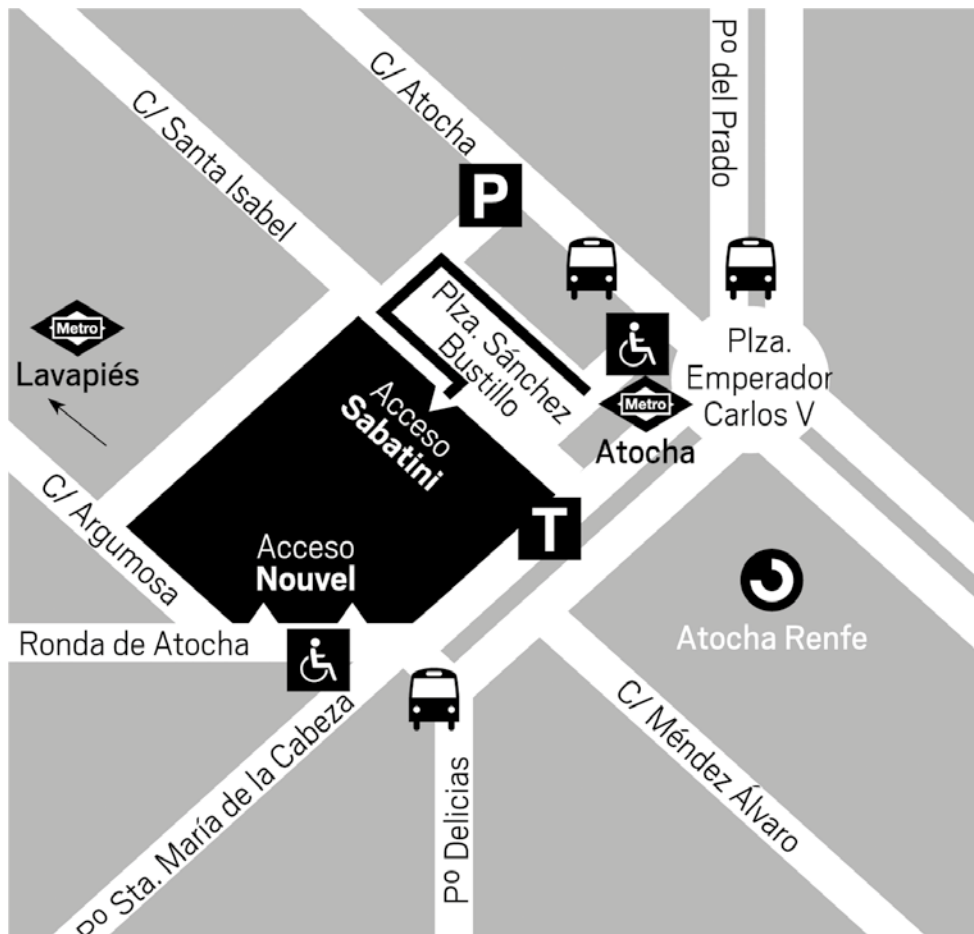 C/ Atocha
Pº del Prado
C/ Santa Isabel
P
Metro
Lavapiés
Plza. Sánchez
Bustillo
Plza.
Emperador
Carlos V
Metro
Atocha
Acceso
Sabatini
C/ Argumosa
T
Acceso
Nouvel
Atocha Renfe
Ronda de Atocha
Pº Sta. María de la Cabeza
Pº Delicias
C/ Méndez Álvaro